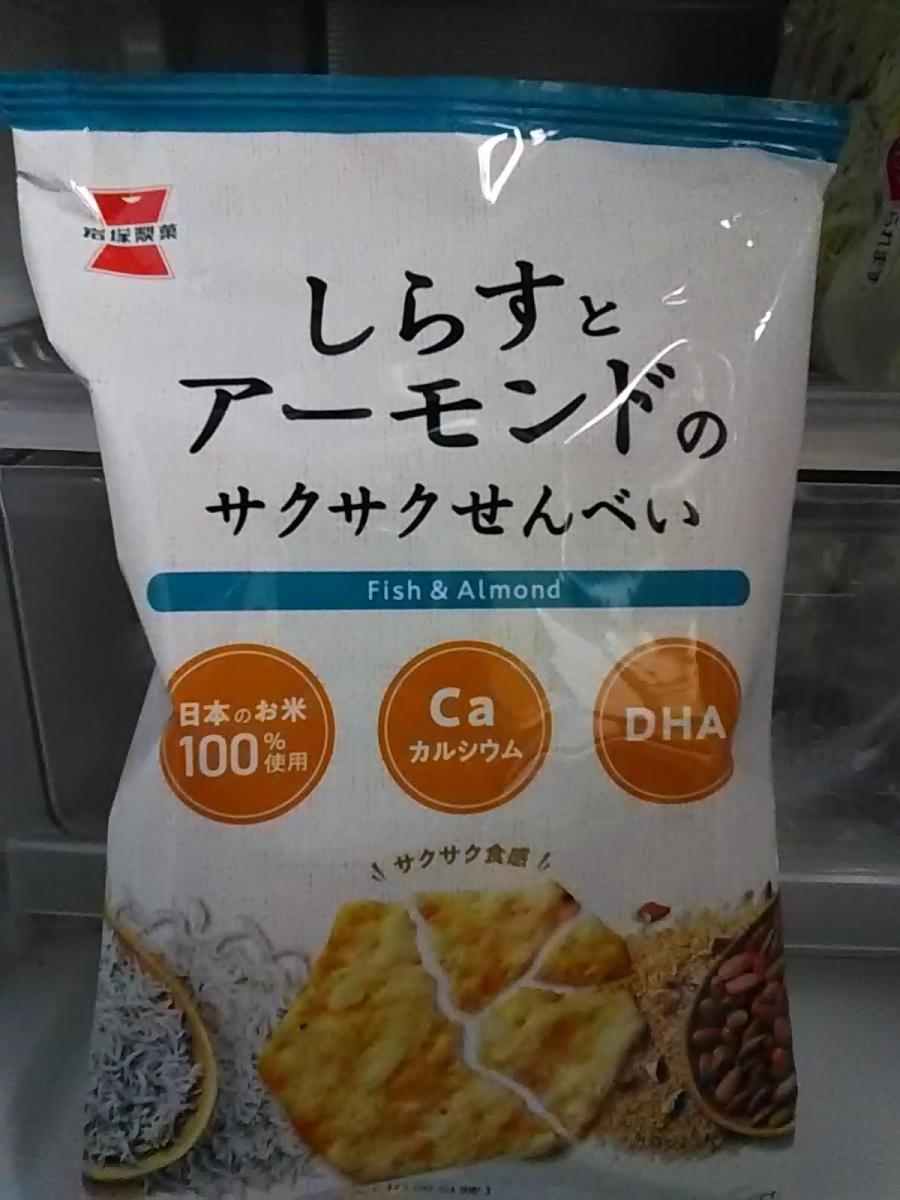 岩塚製菓
しらすと
アーモンドの
サクサクせんべい
Fish & Almond
日本のお米
100%使用
Ca
カルシウム
DHA
サクサク食感